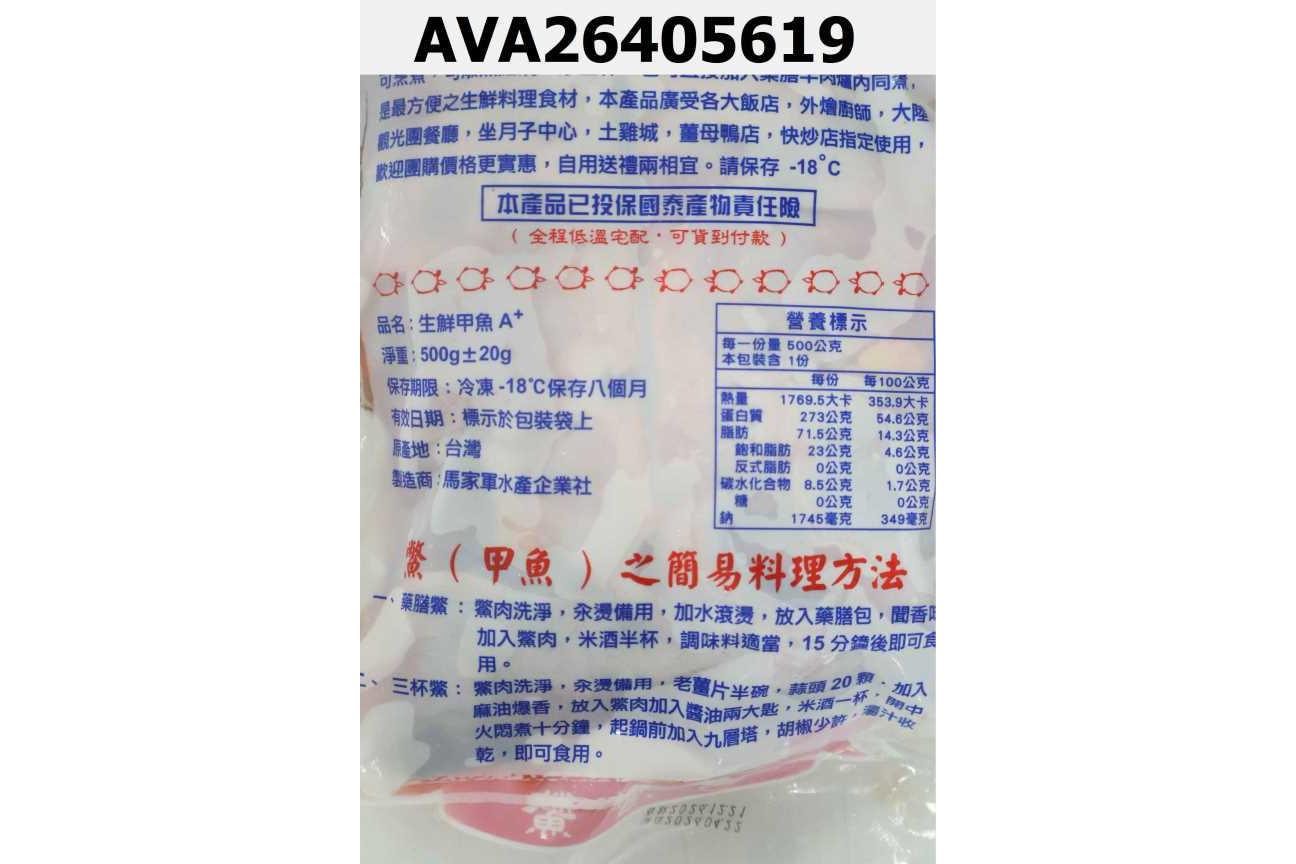 AVA26405619
是最方便之生鮮料理食材，本產品廣受各大飯店，外燴廚師，大陸
觀光團餐廳，坐月子中心，土雞城，薑母鴨店，快炒店指定使用，
歡迎團購價格更實惠，自用送禮兩相宜。請保存 -18°C
本產品已投保國泰產物責任險
（全程低溫宅配．可貨到付款）
品名：生鮮甲魚 A+
淨重：500g±20g
保存期限：冷凍 -18℃保存八個月
有效日期：標示於包裝袋上
原產地：台灣
製造商：馬家軍水產企業社
營養標示
每一份量 500公克
本包裝含 1份
每份 每100公克
熱量 1769.5大卡 353.9大卡
蛋白質 273公克 54.6公克
脂肪 71.5公克 14.3公克
飽和脂肪 23公克 4.6公克
反式脂肪 0公克 0公克
碳水化合物 8.5公克 1.7公克
糖 0公克 0公克
鈉 1745毫克 349毫克
鱉（甲魚）之簡易料理方法
一、藥膳鱉：鱉肉洗淨，汆燙備用，加水滾燙，放入藥膳包，聞香味
加入鱉肉，米酒半杯，調味料適當，15 分鐘後即可食
用。
二、三杯鱉：鱉肉洗淨，汆燙備用，老薑片半碗，蒜頭 20 顆，加入
麻油爆香，放入鱉肉加入醬油兩大匙，米酒一杯，開中
火悶煮十分鐘，起鍋前加入九層塔，胡椒少許，湯汁收
乾，即可食用。